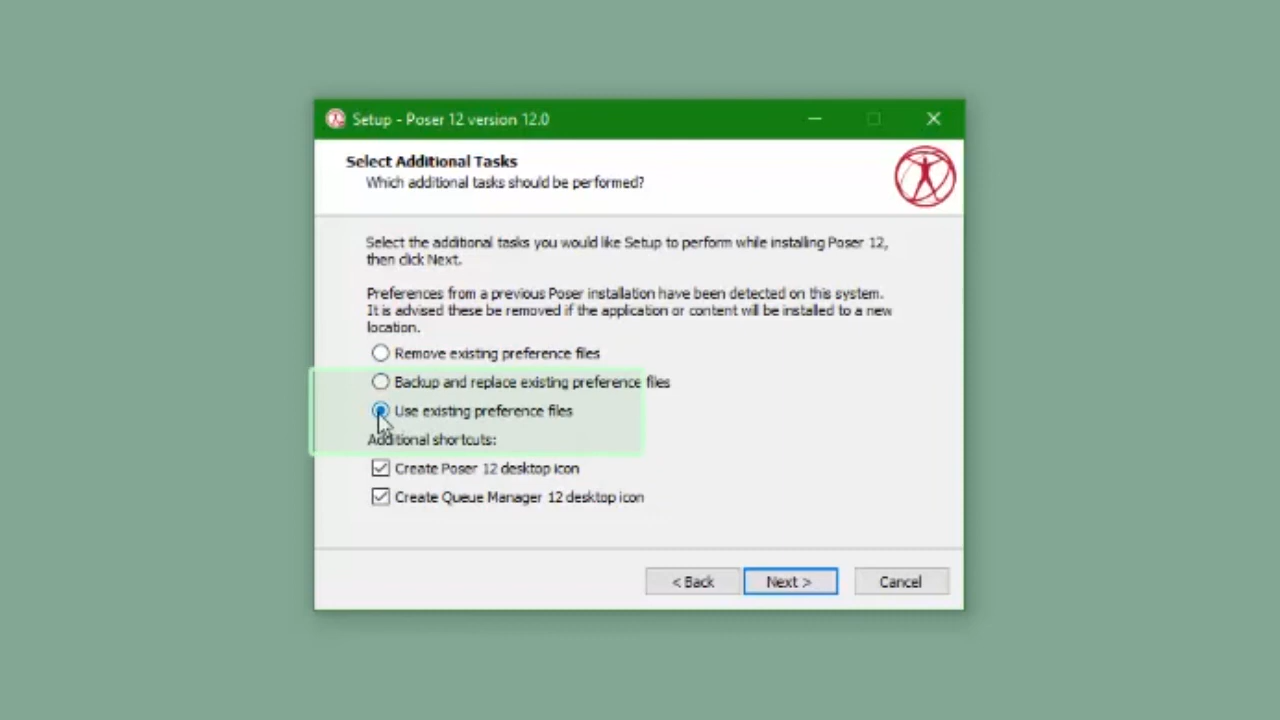 Setup - Poser 12 version 12.0
Select Additional Tasks
Which additional tasks should be performed?
Select the additional tasks you would like Setup to perform while installing Poser 12,
then click Next.
Preferences from a previous Poser installation have been detected on this system.
It is advised these be removed if the application or content will be installed to a new
location.
Remove existing preference files
Backup and replace existing preference files
Use existing preference files
Additional shortcuts:
Create Poser 12 desktop icon
Create Queue Manager 12 desktop icon
< Back
Next >
Cancel